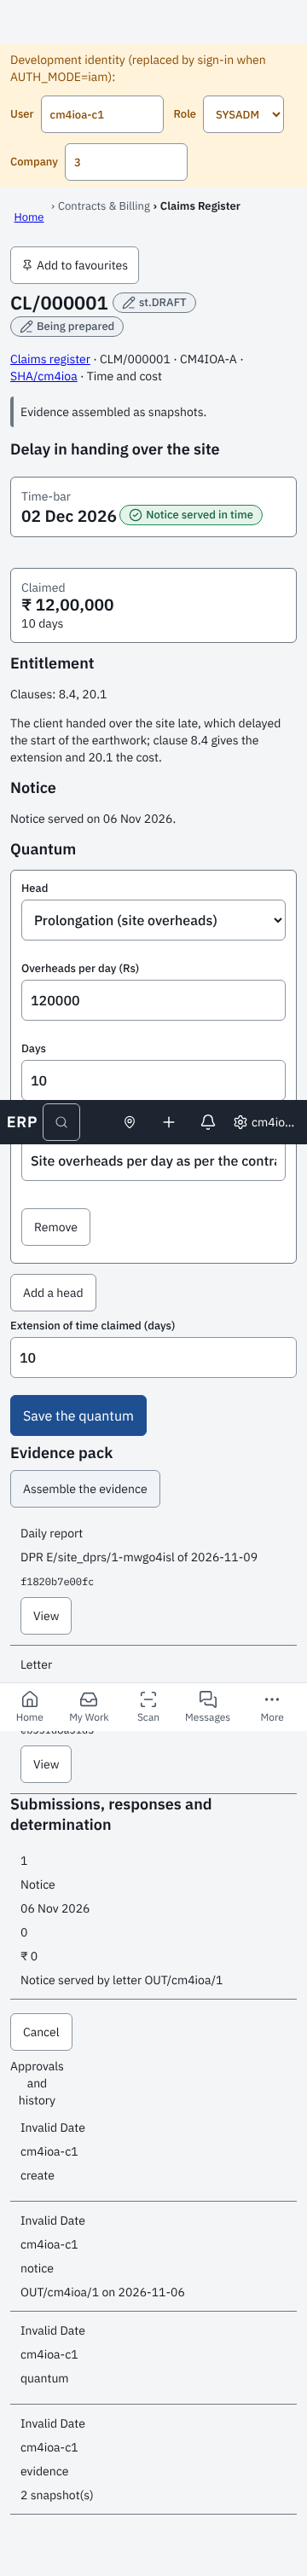 Development identity (replaced by sign-in when
AUTH_MODE=iam):
User cm4ioa-c1 Role SYSADM
Company 3
Home › Contracts & Billing › Claims Register
Add to favourites
CL/000001 st.DRAFT
Being prepared
Claims register · CLM/000001 · CM4IOA-A ·
SHA/cm4ioa · Time and cost
Evidence assembled as snapshots.
Delay in handing over the site
Time-bar
02 Dec 2026 Notice served in time
Claimed
₹ 12,00,000
10 days
Entitlement
Clauses: 8.4, 20.1
The client handed over the site late, which delayed
the start of the earthwork; clause 8.4 gives the
extension and 20.1 the cost.
Notice
Notice served on 06 Nov 2026.
Quantum
Head
Prolongation (site overheads)
Overheads per day (Rs)
120000
Days
10
ERP cm4io...
Site overheads per day as per the contra
Remove
Add a head
Extension of time claimed (days)
10
Save the quantum
Evidence pack
Assemble the evidence
Daily report
DPR E/site_dprs/1-mwgo4isl of 2026-11-09
f1820b7e00fc
View
Letter
Home My Work Scan Messages More
View
Submissions, responses and
determination
1
Notice
06 Nov 2026
0
₹ 0
Notice served by letter OUT/cm4ioa/1
Cancel
Approvals
and
history
Invalid Date
cm4ioa-c1
create
Invalid Date
cm4ioa-c1
notice
OUT/cm4ioa/1 on 2026-11-06
Invalid Date
cm4ioa-c1
quantum
Invalid Date
cm4ioa-c1
evidence
2 snapshot(s)